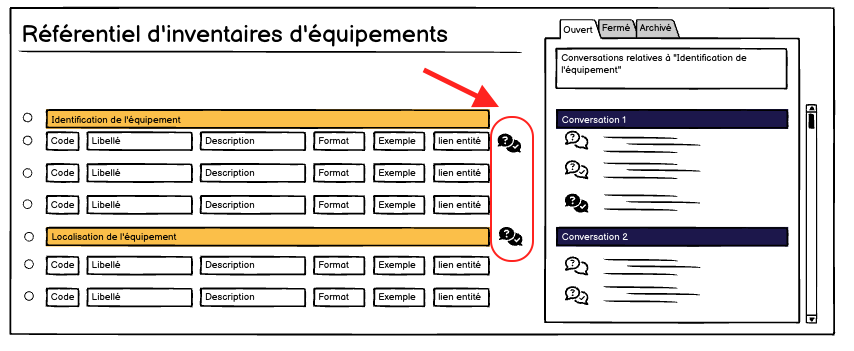 Référentiel d'inventaires d'équipements
Ouvert Fermé Archivé
Conversations relatives à "Identification de
l'équipement"
Identification de l'équipement
Code Libellé Description Format Exemple lien entité
Code Libellé Description Format Exemple lien entité
Code Libellé Description Format Exemple lien entité
Localisation de l'équipement
Code Libellé Description Format Exemple lien entité
Code Libellé Description Format Exemple lien entité
Conversation 1
Conversation 2